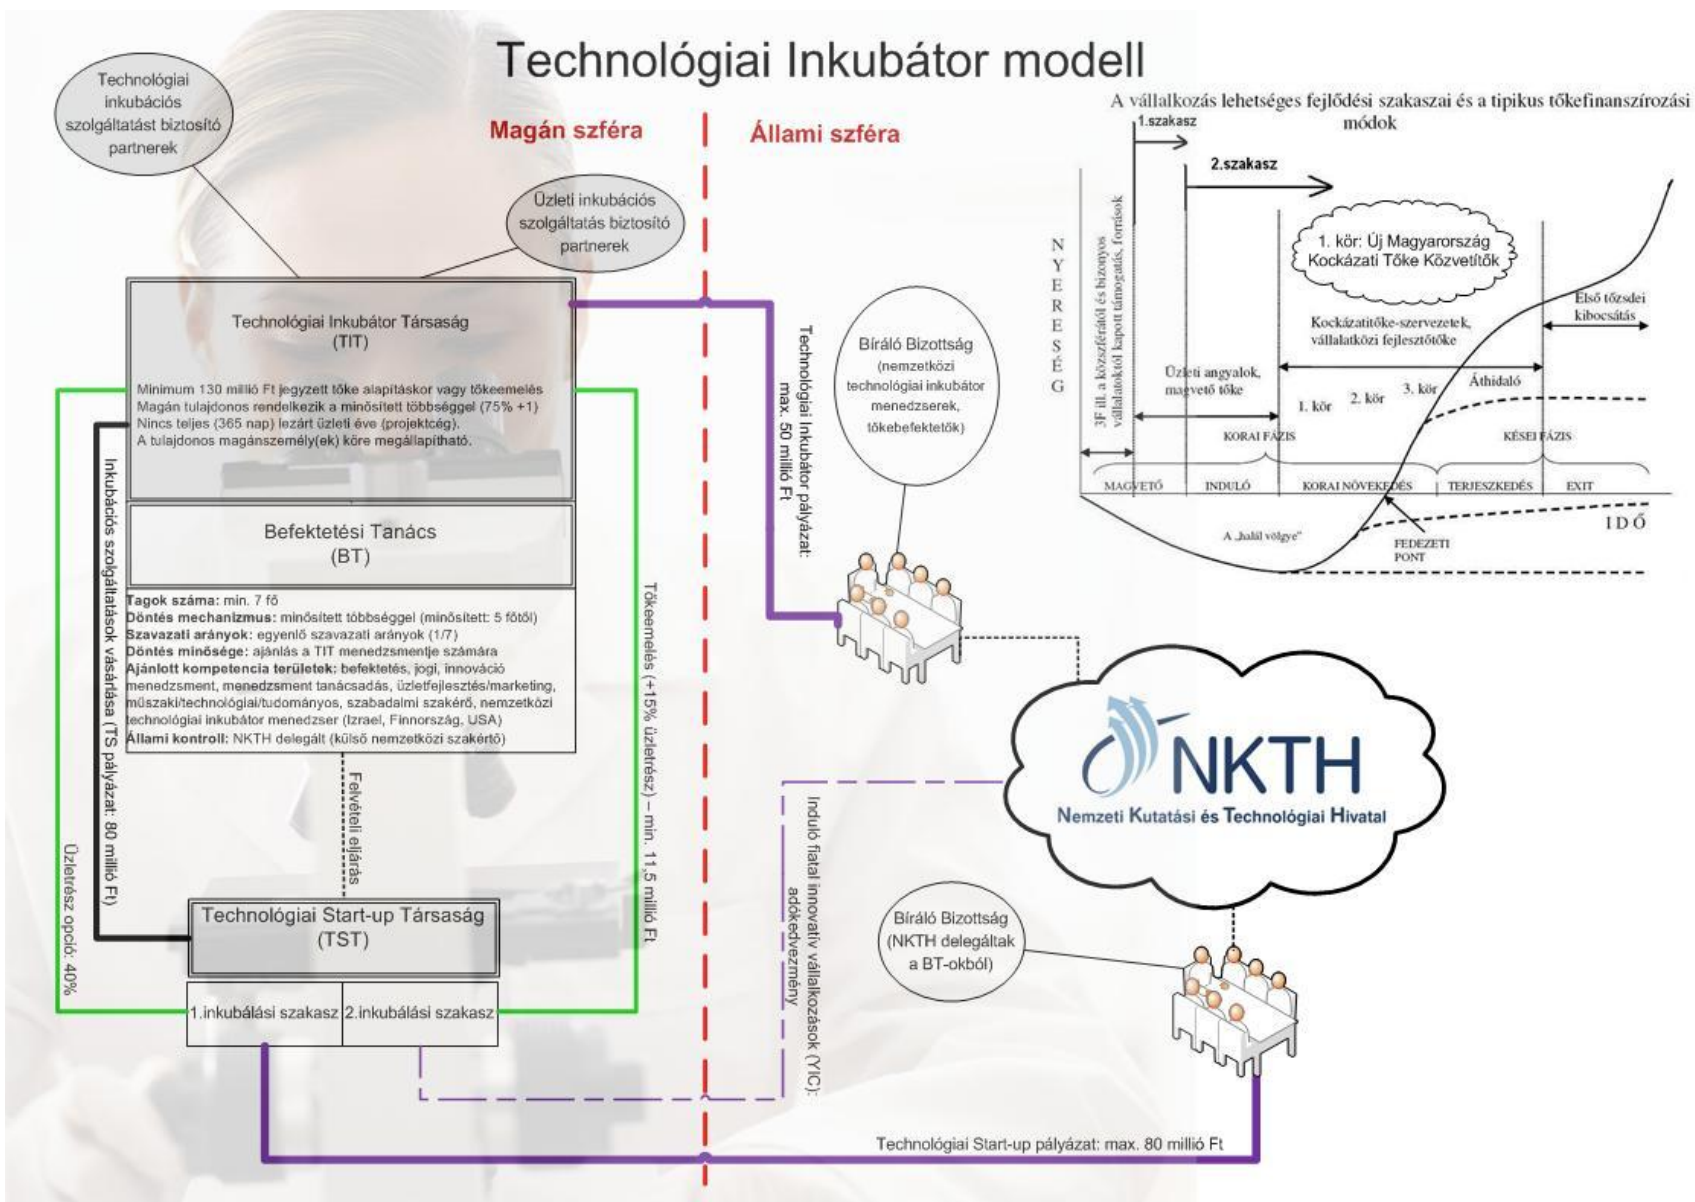 Technológiai Inkubátor modell
Technológiai
inkubációs
szolgáltatást biztosító
partnerek
Üzleti inkubációs
szolgáltatás biztosító
partnerek
Magán szféra
Állami szféra
Technológiai Inkubátor Társaság
(TIT)
Minimum 130 millió Ft jegyzett tőke alapításkor vagy tőkeemelés
Magán tulajdonos rendelkezik a minősített többséggel (75% +1)
Nincs teljes (365 nap) lezárt üzleti éve (projektcég).
A tulajdonos magánszemély(ek) köre megállapítható.
Befektetési Tanács
(BT)
Tagok száma: min. 7 fő
Döntés mechanizmus: minősített többséggel (minősített: 5 főtől)
Szavazati arányok: egyenlő szavazati arányok (1/7)
Döntés minősége: ajánlás a TIT menedzsmentje számára
Ajánlott kompetencia területek: befektetés, jogi, innováció
menedzsment, menedzsment tanácsadás, üzletfejlesztés/marketing,
műszaki/technológiai/tudományos, szabadalmi szakérő, nemzetközi
technológiai inkubátor menedzser (Izrael, Finnország, USA)
Állami kontroll: NKTH delegált (külső nemzetközi szakértő)
Felvételi eljárás
Technológiai Start-up Társaság
(TST)
1.inkubálási szakasz
2.inkubálási szakasz
Üzletrész opció: 40%
Inkubációs szolgáltatások vásárlása (TS pályázat: 80 millió Ft)
Tőkeemelés (+15% üzletrész) – min. 11,5 millió Ft
Technológiai Inkubátor pályázat:
max. 50 millió Ft
Bíráló Bizottság
(nemzetközi
technológiai inkubátor
menedzserek,
tőkebefektetők)
NKTH
Nemzeti Kutatási és Technológiai Hivatal
Induló fiatal innovatív vállalkozások (YIC):
adókedvezmény
Bíráló Bizottság
(NKTH delegáltak
a BT-okból)
Technológiai Start-up pályázat: max. 80 millió Ft
A vállalkozás lehetséges fejlődési szakaszai és a tipikus tőkefinanszírozási
módok
1.szakasz
2.szakasz
NYERESÉG
3F ill. a közszférától és bizonyos
vállalatoktól kapott támogatás, források
1. kör: Új Magyarország
Kockázati Tőke Közvetítők
Első tőzsdei
kibocsátás
Kockázatitőke-szervezetek,
vállalatközi fejlesztőtőke
Üzleti angyalok,
magvető tőke
1. kör
2. kör
3. kör
Áthidaló
KORAI FÁZIS
KÉSEI FÁZIS
MAGVETŐ
INDULÓ
KORAI NÖVEKEDÉS
TERJESZKEDÉS
EXIT
IDŐ
A „halál völgye"
FEDEZETI
PONT